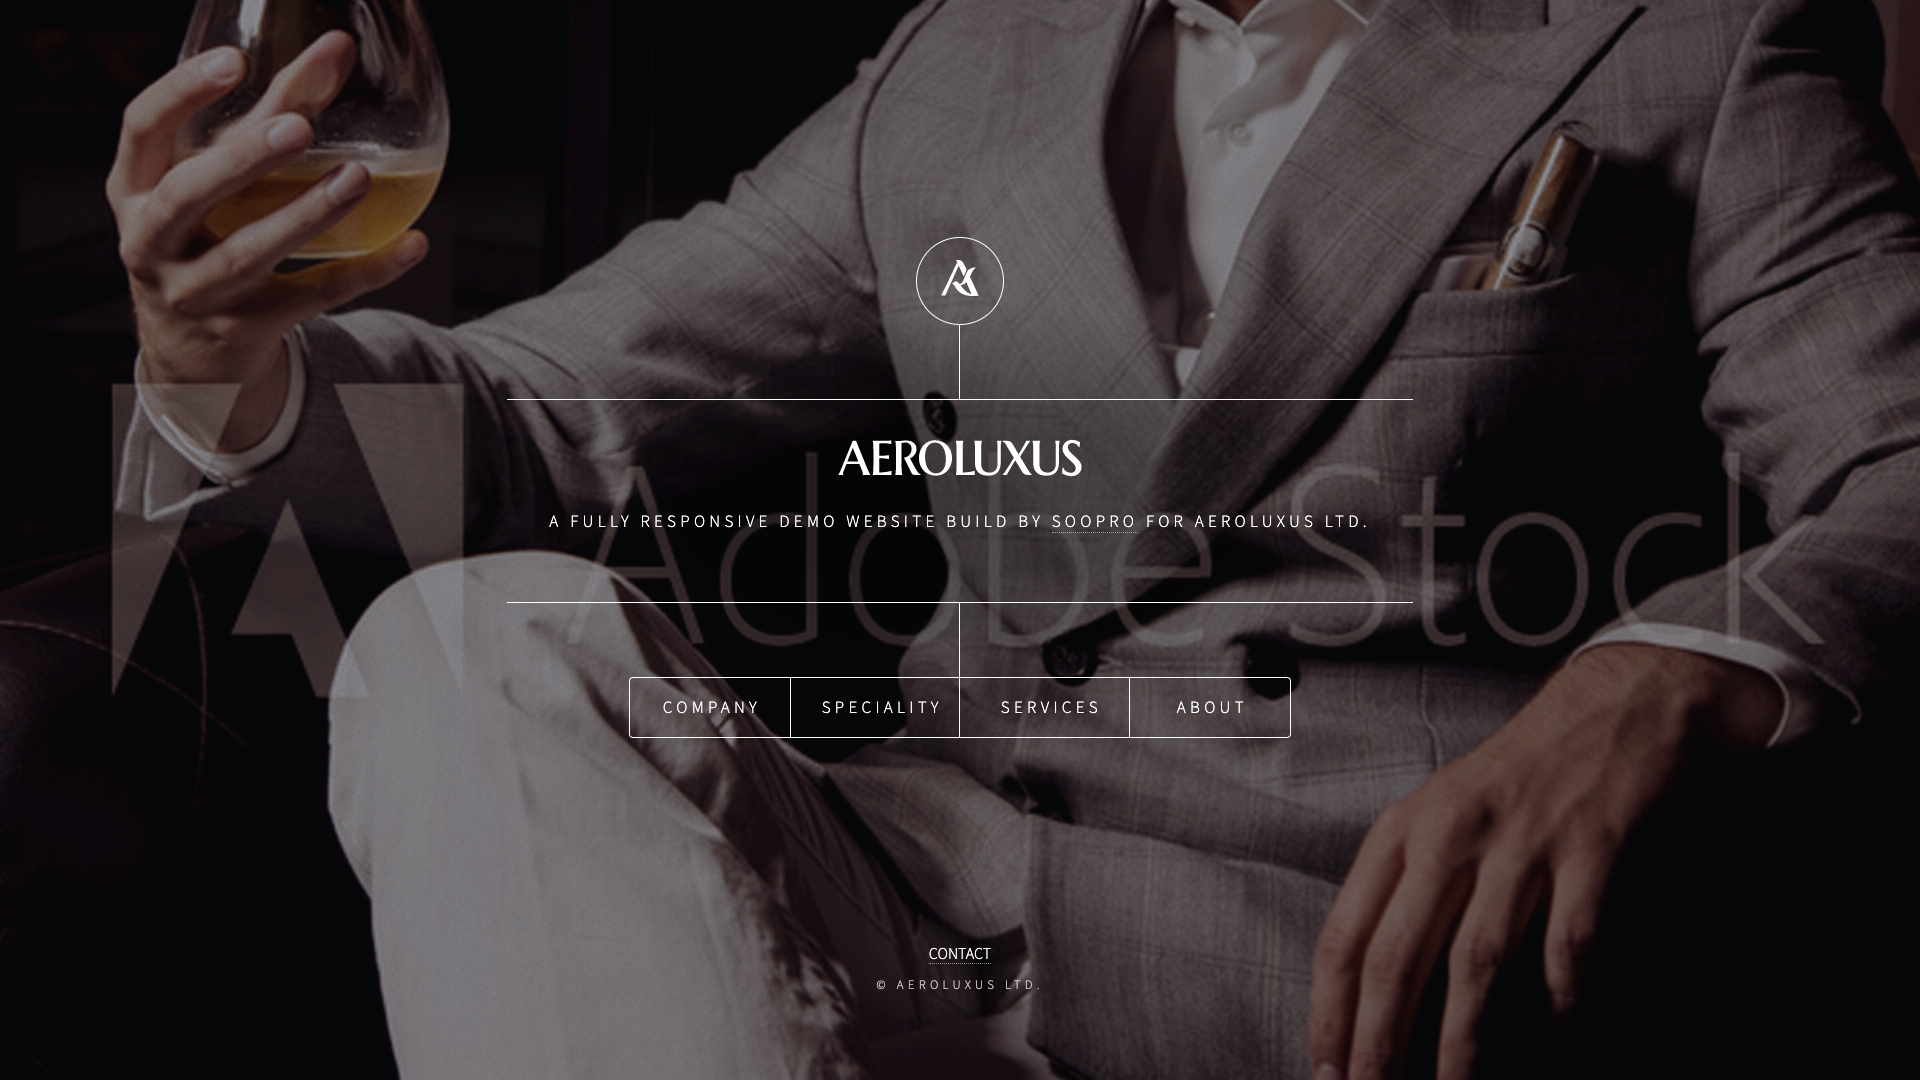 AEROLUXUS
A FULLY RESPONSIVE DEMO WEBSITE BUILD BY SOOPRO FOR AEROLUXUS LTD.
Adobe Stock
COMPANY SPECIALITY SERVICES ABOUT
CONTACT
© AEROLUXUS LTD.